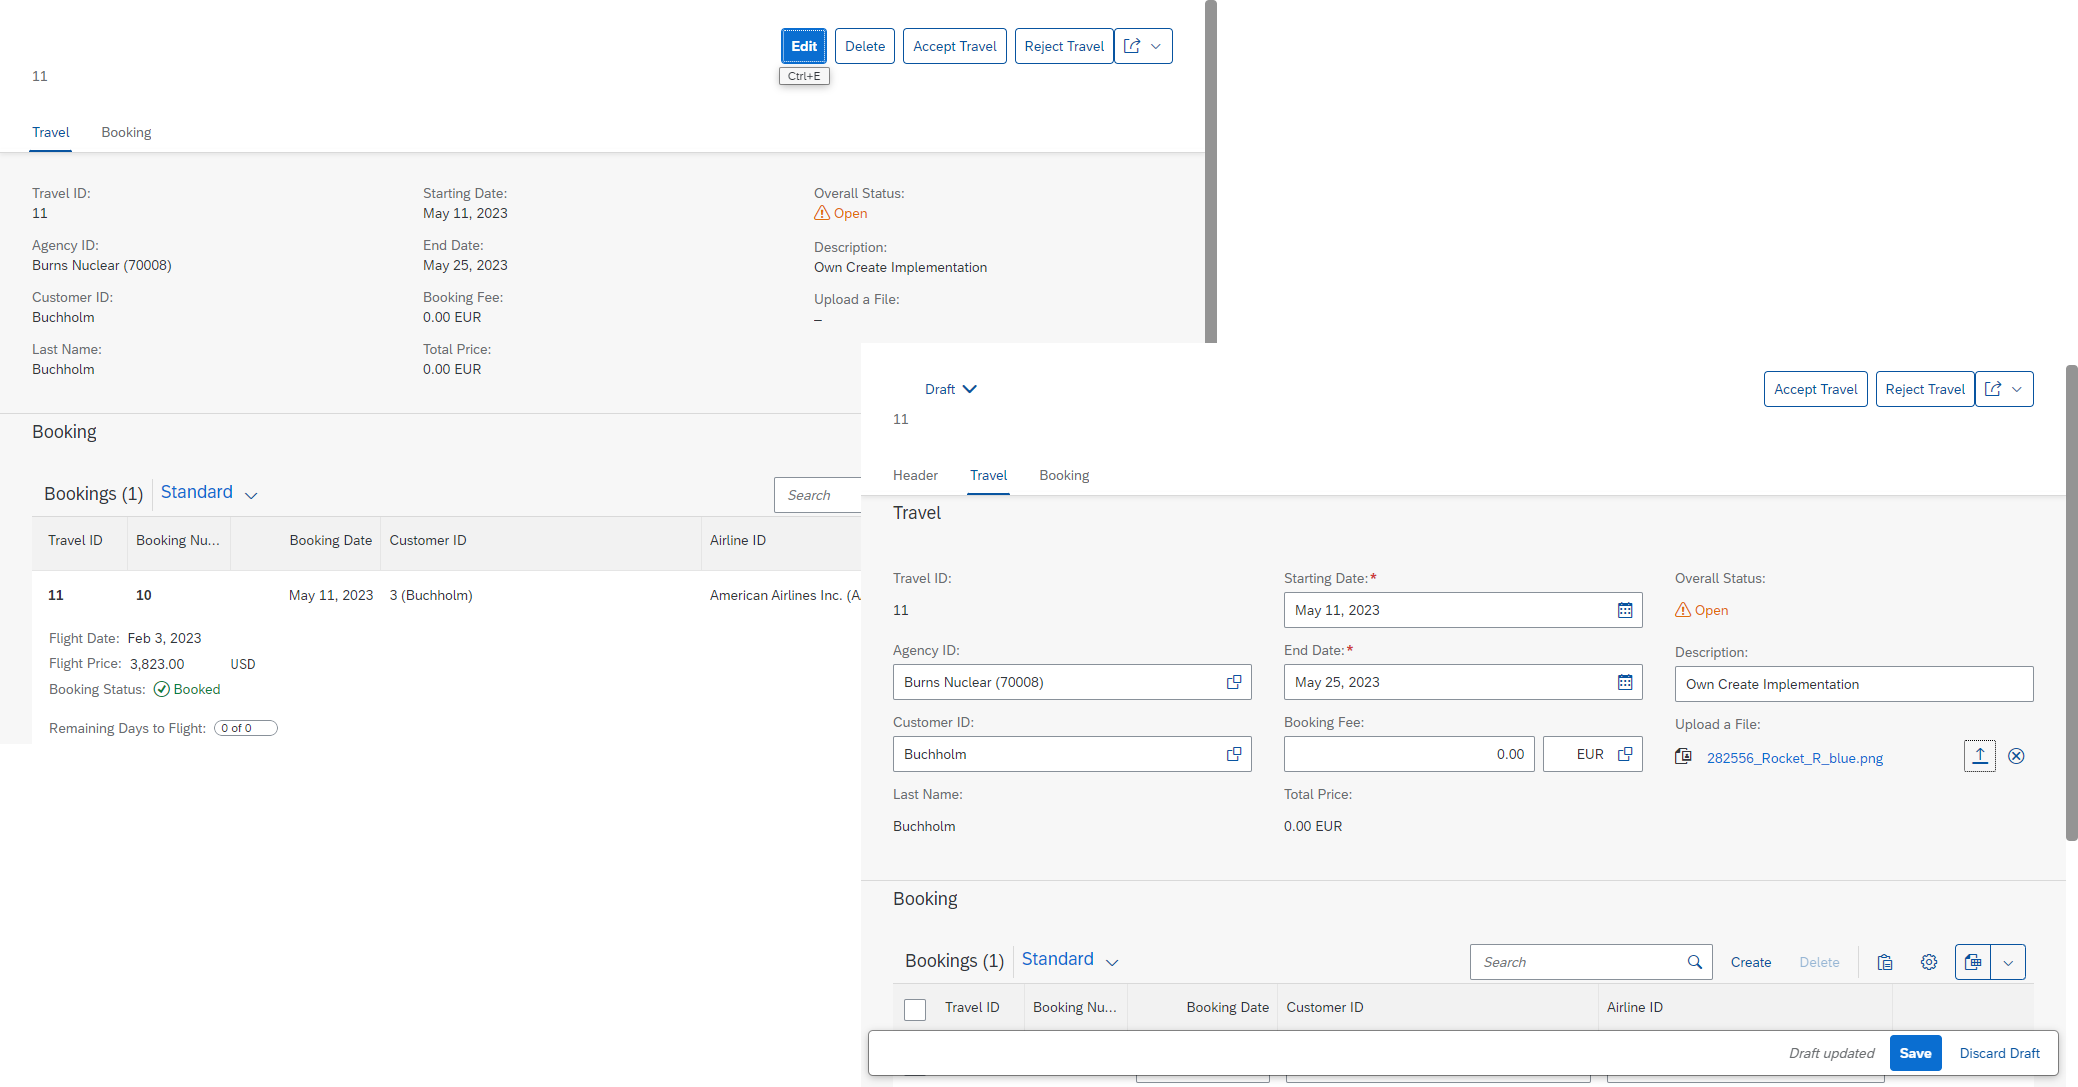 Edit
Delete
Accept Travel
Reject Travel
Ctrl+E
11
Travel
Booking
Travel ID:
11
Agency ID:
Burns Nuclear (70008)
Customer ID:
Buchholm
Last Name:
Buchholm
Starting Date:
May 11, 2023
End Date:
May 25, 2023
Booking Fee:
0.00 EUR
Total Price:
0.00 EUR
Overall Status:
Open
Description:
Own Create Implementation
Upload a File:
–
Booking
Bookings (1)
Standard
Search
Travel ID
Booking Nu...
Booking Date
Customer ID
Airline ID
11
10
May 11, 2023
3 (Buchholm)
American Airlines Inc. (A
Flight Date: Feb 3, 2023
Flight Price: 3,823.00 USD
Booking Status: Booked
Remaining Days to Flight: 0 of 0
Draft
Accept Travel
Reject Travel
11
Header
Travel
Booking
Travel
Travel ID:
11
Agency ID:
Burns Nuclear (70008)
Customer ID:
Buchholm
Last Name:
Buchholm
Starting Date:*
May 11, 2023
End Date:*
May 25, 2023
Booking Fee:
0.00
EUR
Total Price:
0.00 EUR
Overall Status:
Open
Description:
Own Create Implementation
Upload a File:
282556_Rocket_R_blue.png
Booking
Bookings (1)
Standard
Search
Create
Delete
Travel ID
Booking Nu...
Booking Date
Customer ID
Airline ID
Draft updated
Save
Discard Draft